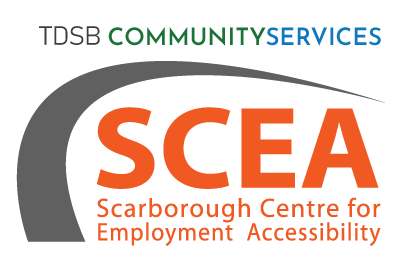 TDSB COMMUNITYSERVICES
SCEA
Scarborough Centre for
Employment Accessibility